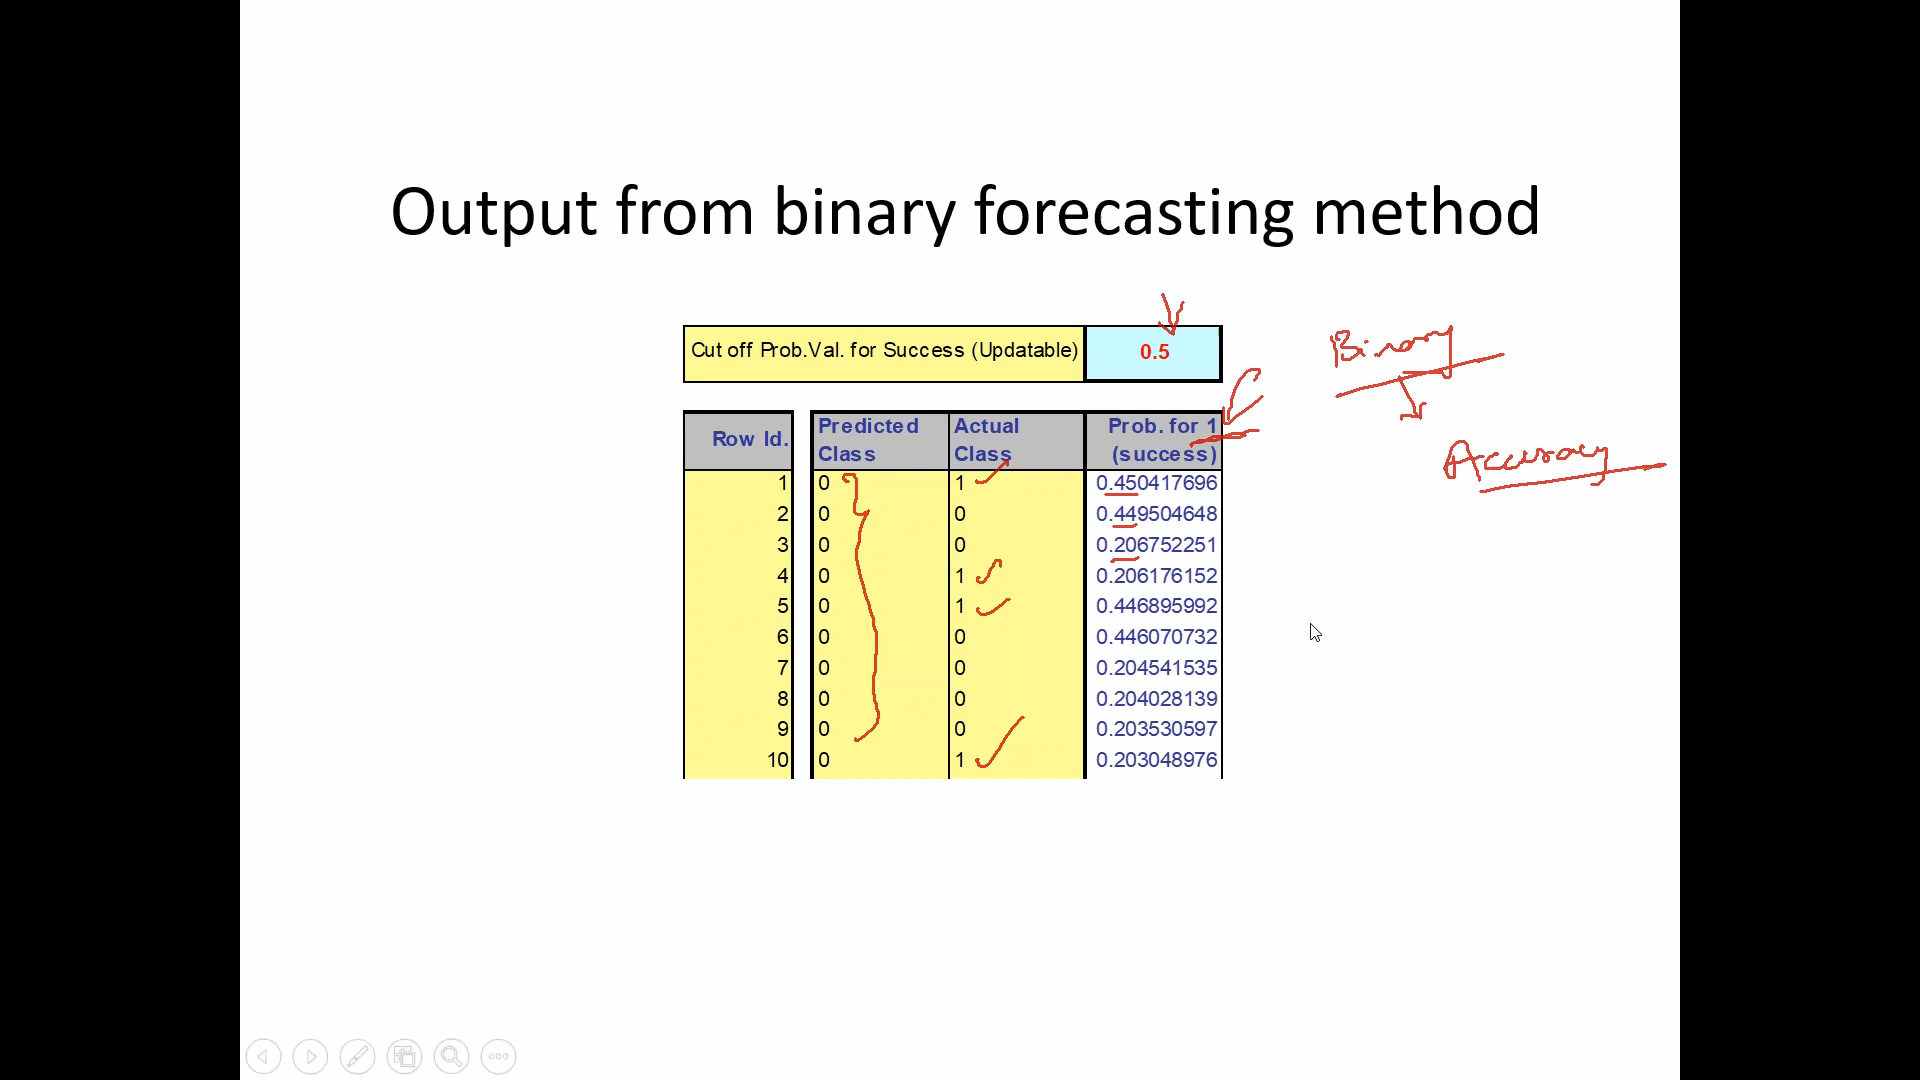 Output from binary forecasting method
Cut off Prob.Val. for Success (Updatable) 0.5
Binary
Accuracy
Row Id. Predicted Class Actual Class Prob. for 1 (success)
1 0 1 0.450417696
2 0 0 0.449504648
3 0 0 0.206752251
4 0 1 0.206176152
5 0 1 0.446895992
6 0 0 0.446070732
7 0 0 0.204541535
8 0 0 0.204028139
9 0 0 0.203530597
10 0 1 0.203048976